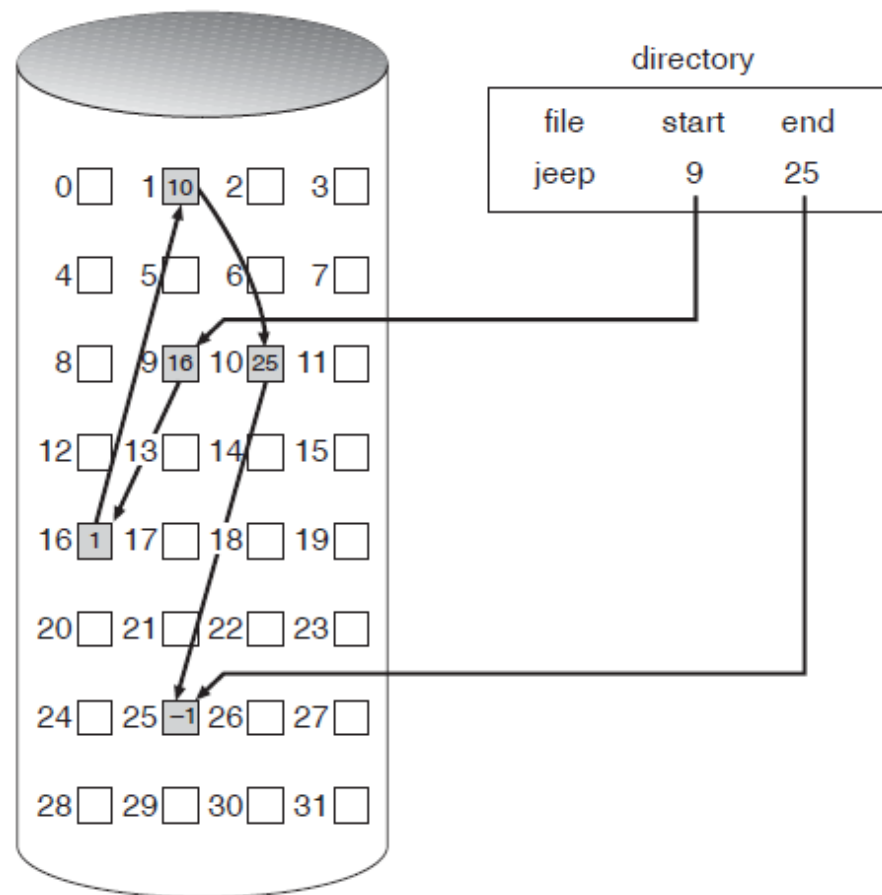 directory
file start end
jeep 9 25
0 1 10 2 3
4 5 6 7
8 9 16 10 25 11
12 13 14 15
16 1 17 18 19
20 21 22 23
24 25 –1 26 27
28 29 30 31